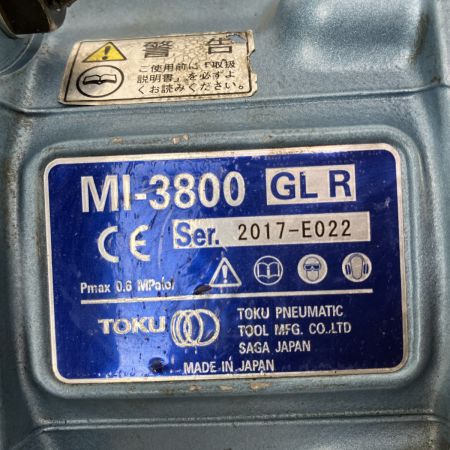 警告
ご使用前に『取扱
説明書』を必ずよ
くお読みください。
MI-3800 GL R
CE Ser. 2017-E022
Pmax 0.6 MPa
TOKU
TOKU PNEUMATIC
TOOL MFG. CO.LTD
SAGA JAPAN
MADE IN JAPAN